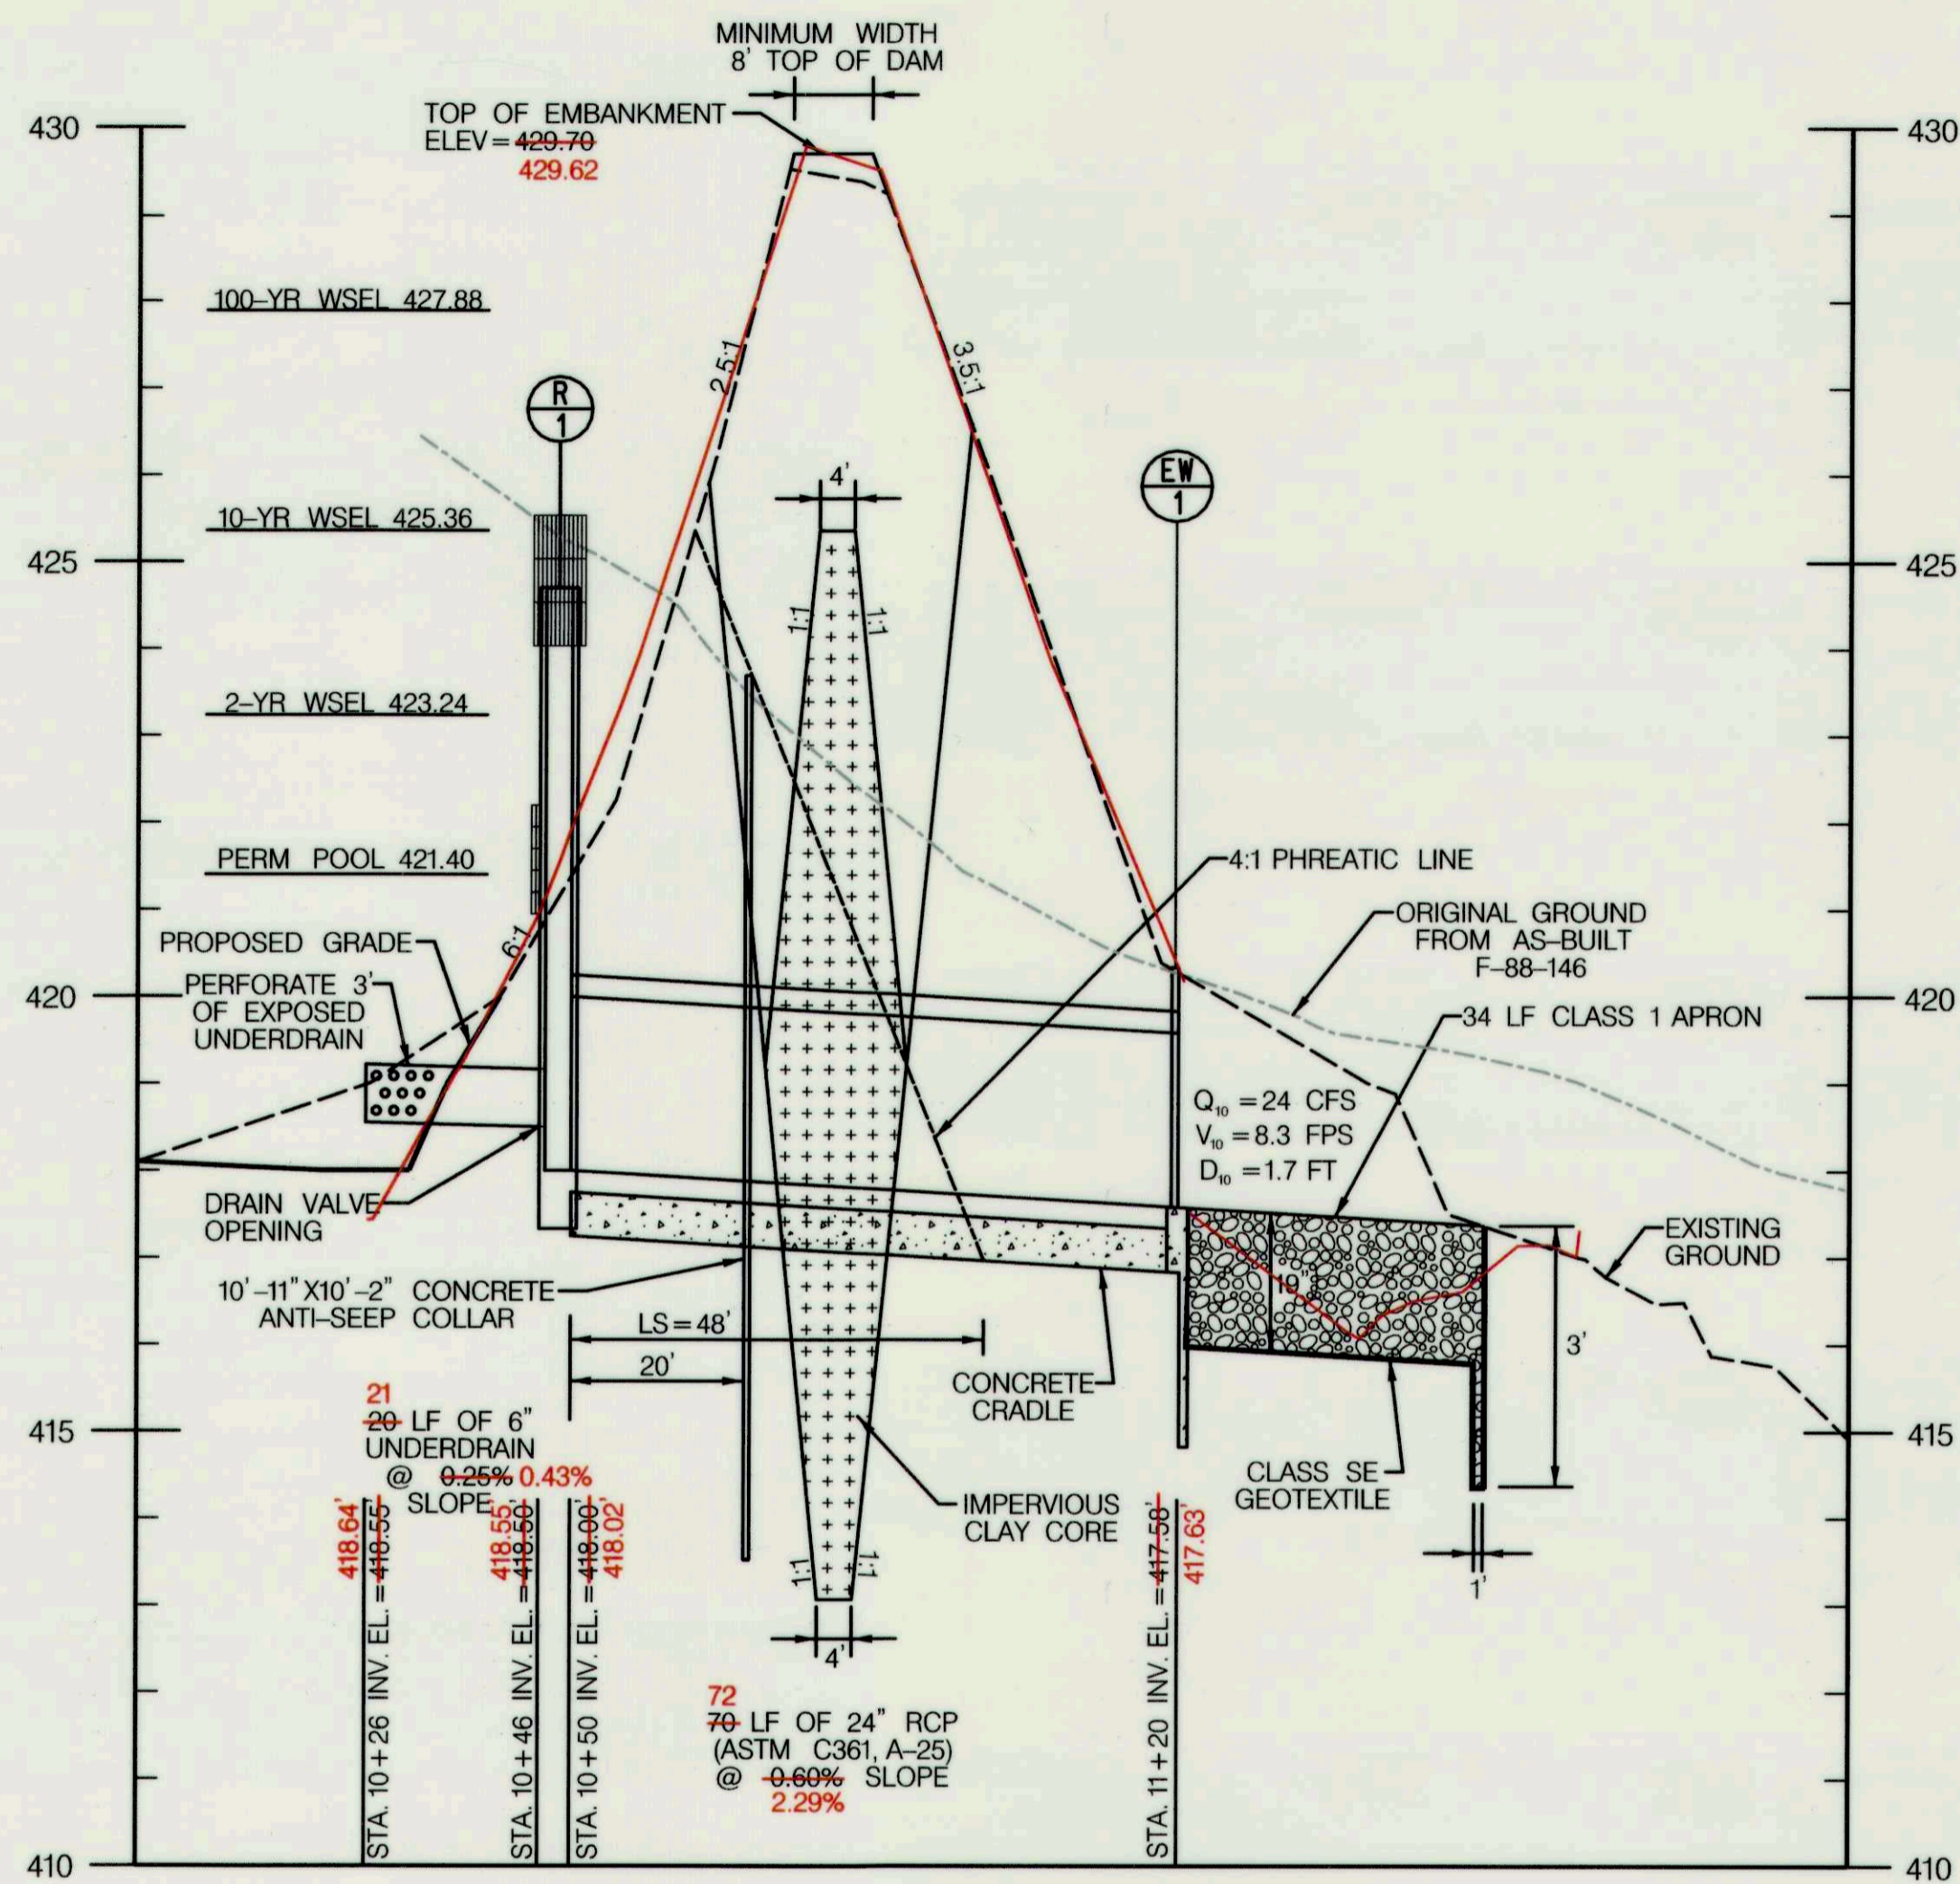 MINIMUM WIDTH
8' TOP OF DAM
TOP OF EMBANKMENT
ELEV = 429.70
429.62
430
430
100-YR WSEL 427.88
2.5:1
3.5:1
R
1
EW
1
4'
10-YR WSEL 425.36
425
425
1:1
1:1
2-YR WSEL 423.24
PERM POOL 421.40
4:1 PHREATIC LINE
ORIGINAL GROUND
FROM AS-BUILT
F-88-146
PROPOSED GRADE
6:1
PERFORATE 3'
OF EXPOSED
UNDERDRAIN
420
420
34 LF CLASS 1 APRON
Q10 = 24 CFS
V10 = 8.3 FPS
D10 = 1.7 FT
DRAIN VALVE
OPENING
EXISTING
GROUND
10'-11" X10'-2" CONCRETE
ANTI-SEEP COLLAR
19"
LS = 48'
20'
3'
CONCRETE
CRADLE
21
20 LF OF 6"
UNDERDRAIN
@ 0.25% 0.43%
SLOPE
415
415
CLASS SE
GEOTEXTILE
IMPERVIOUS
CLAY CORE
1:1
1:1
1'
4'
418.64'
STA. 10+26 INV. EL. = 418.55'
418.55'
STA. 10+46 INV. EL. = 418.50'
STA. 10+50 INV. EL. = 418.00'
418.02'
STA. 11+20 INV. EL. = 417.58'
417.63'
72
70 LF OF 24" RCP
(ASTM C361, A-25)
@ 0.60% SLOPE
2.29%
410
410